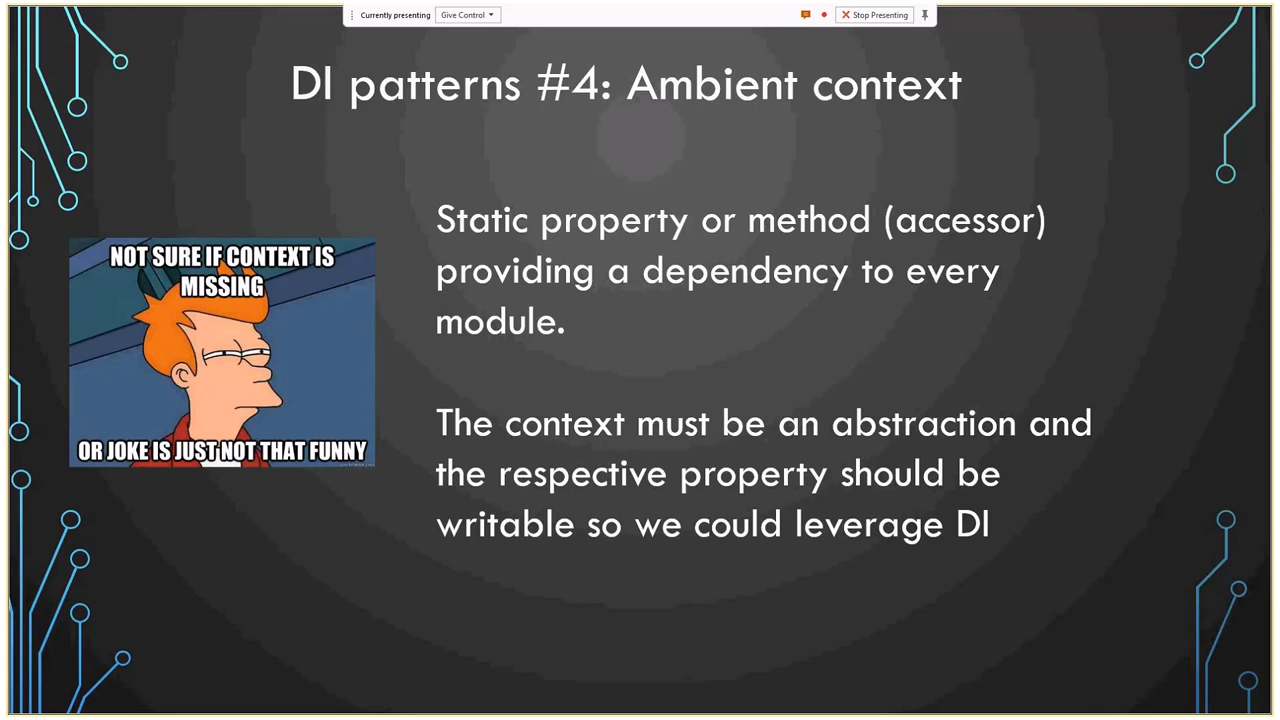 Currently presenting Give Control Stop Presenting
DI patterns #4: Ambient context
NOT SURE IF CONTEXT IS
MISSING
OR JOKE IS JUST NOT THAT FUNNY
Static property or method (accessor)
providing a dependency to every
module.
The context must be an abstraction and
the respective property should be
writable so we could leverage DI